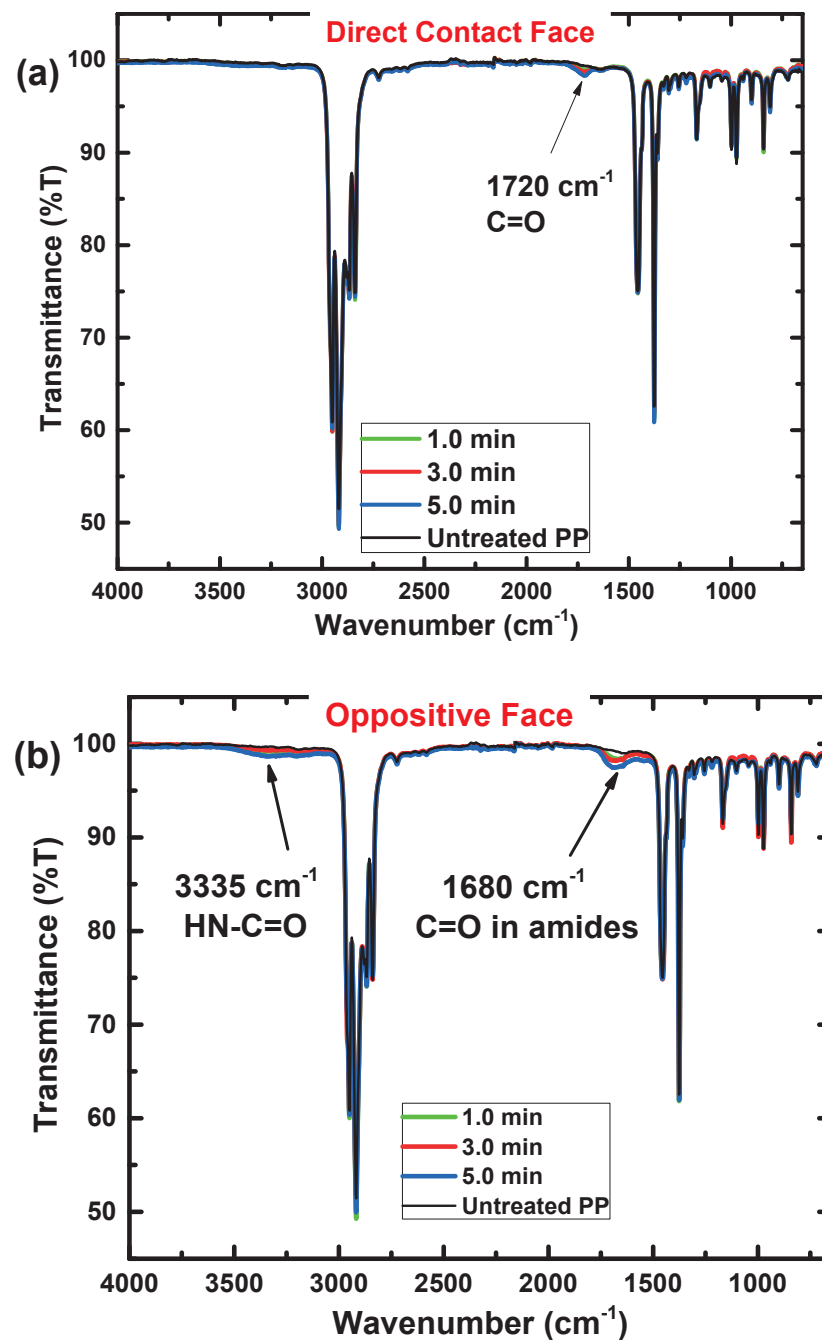 Direct Contact Face
(a)
100
90
80
70
60
50
Transmittance (%T)
1720 cm⁻¹
C=O
1.0 min
3.0 min
5.0 min
Untreated PP
4000 3500 3000 2500 2000 1500 1000
Wavenumber (cm⁻¹)
Oppositive Face
(b)
100
90
80
70
60
50
Transmittance (%T)
3335 cm⁻¹
HN-C=O
1680 cm⁻¹
C=O in amides
1.0 min
3.0 min
5.0 min
Untreated PP
4000 3500 3000 2500 2000 1500 1000
Wavenumber (cm⁻¹)